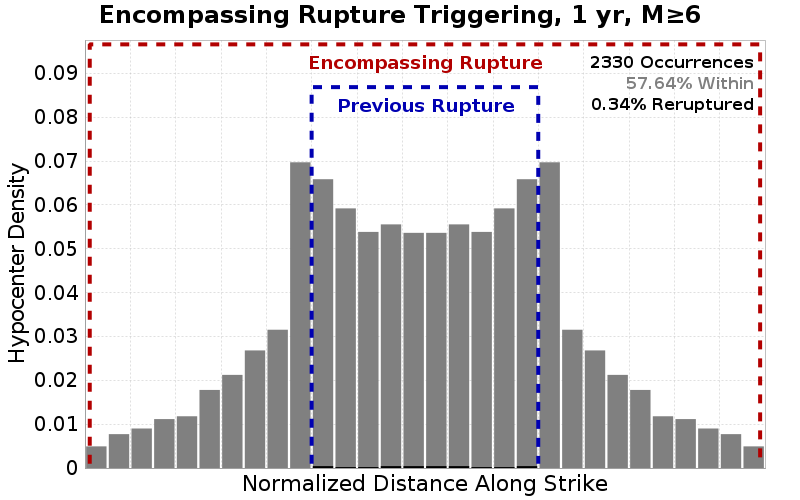 Encompassing Rupture Triggering, 1 yr, M≥6
Encompassing Rupture
2330 Occurrences
57.64% Within
0.34% Reruptured
Previous Rupture
Hypocenter Density
0.09
0.08
0.07
0.06
0.05
0.04
0.03
0.02
0.01
0
Normalized Distance Along Strike